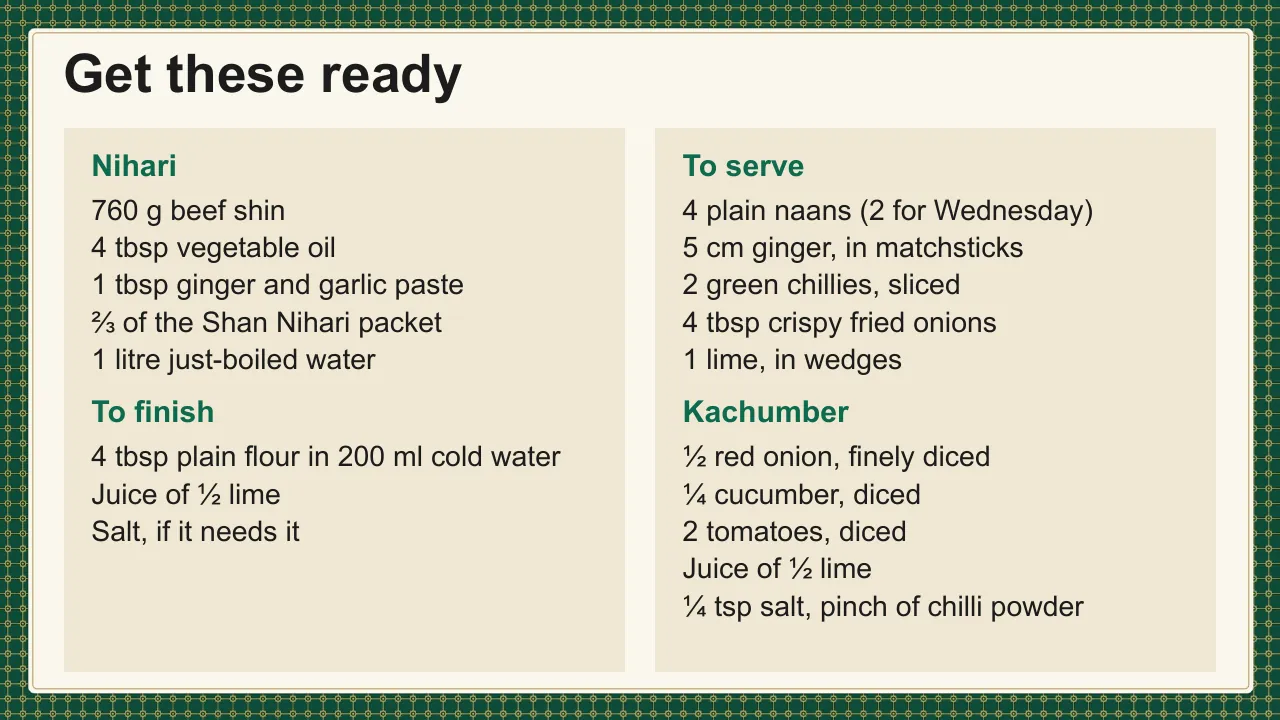 Get these ready
Nihari
760 g beef shin
4 tbsp vegetable oil
1 tbsp ginger and garlic paste
⅔ of the Shan Nihari packet
1 litre just-boiled water
To finish
4 tbsp plain flour in 200 ml cold water
Juice of ½ lime
Salt, if it needs it
To serve
4 plain naans (2 for Wednesday)
5 cm ginger, in matchsticks
2 green chillies, sliced
4 tbsp crispy fried onions
1 lime, in wedges
Kachumber
½ red onion, finely diced
¼ cucumber, diced
2 tomatoes, diced
Juice of ½ lime
¼ tsp salt, pinch of chilli powder